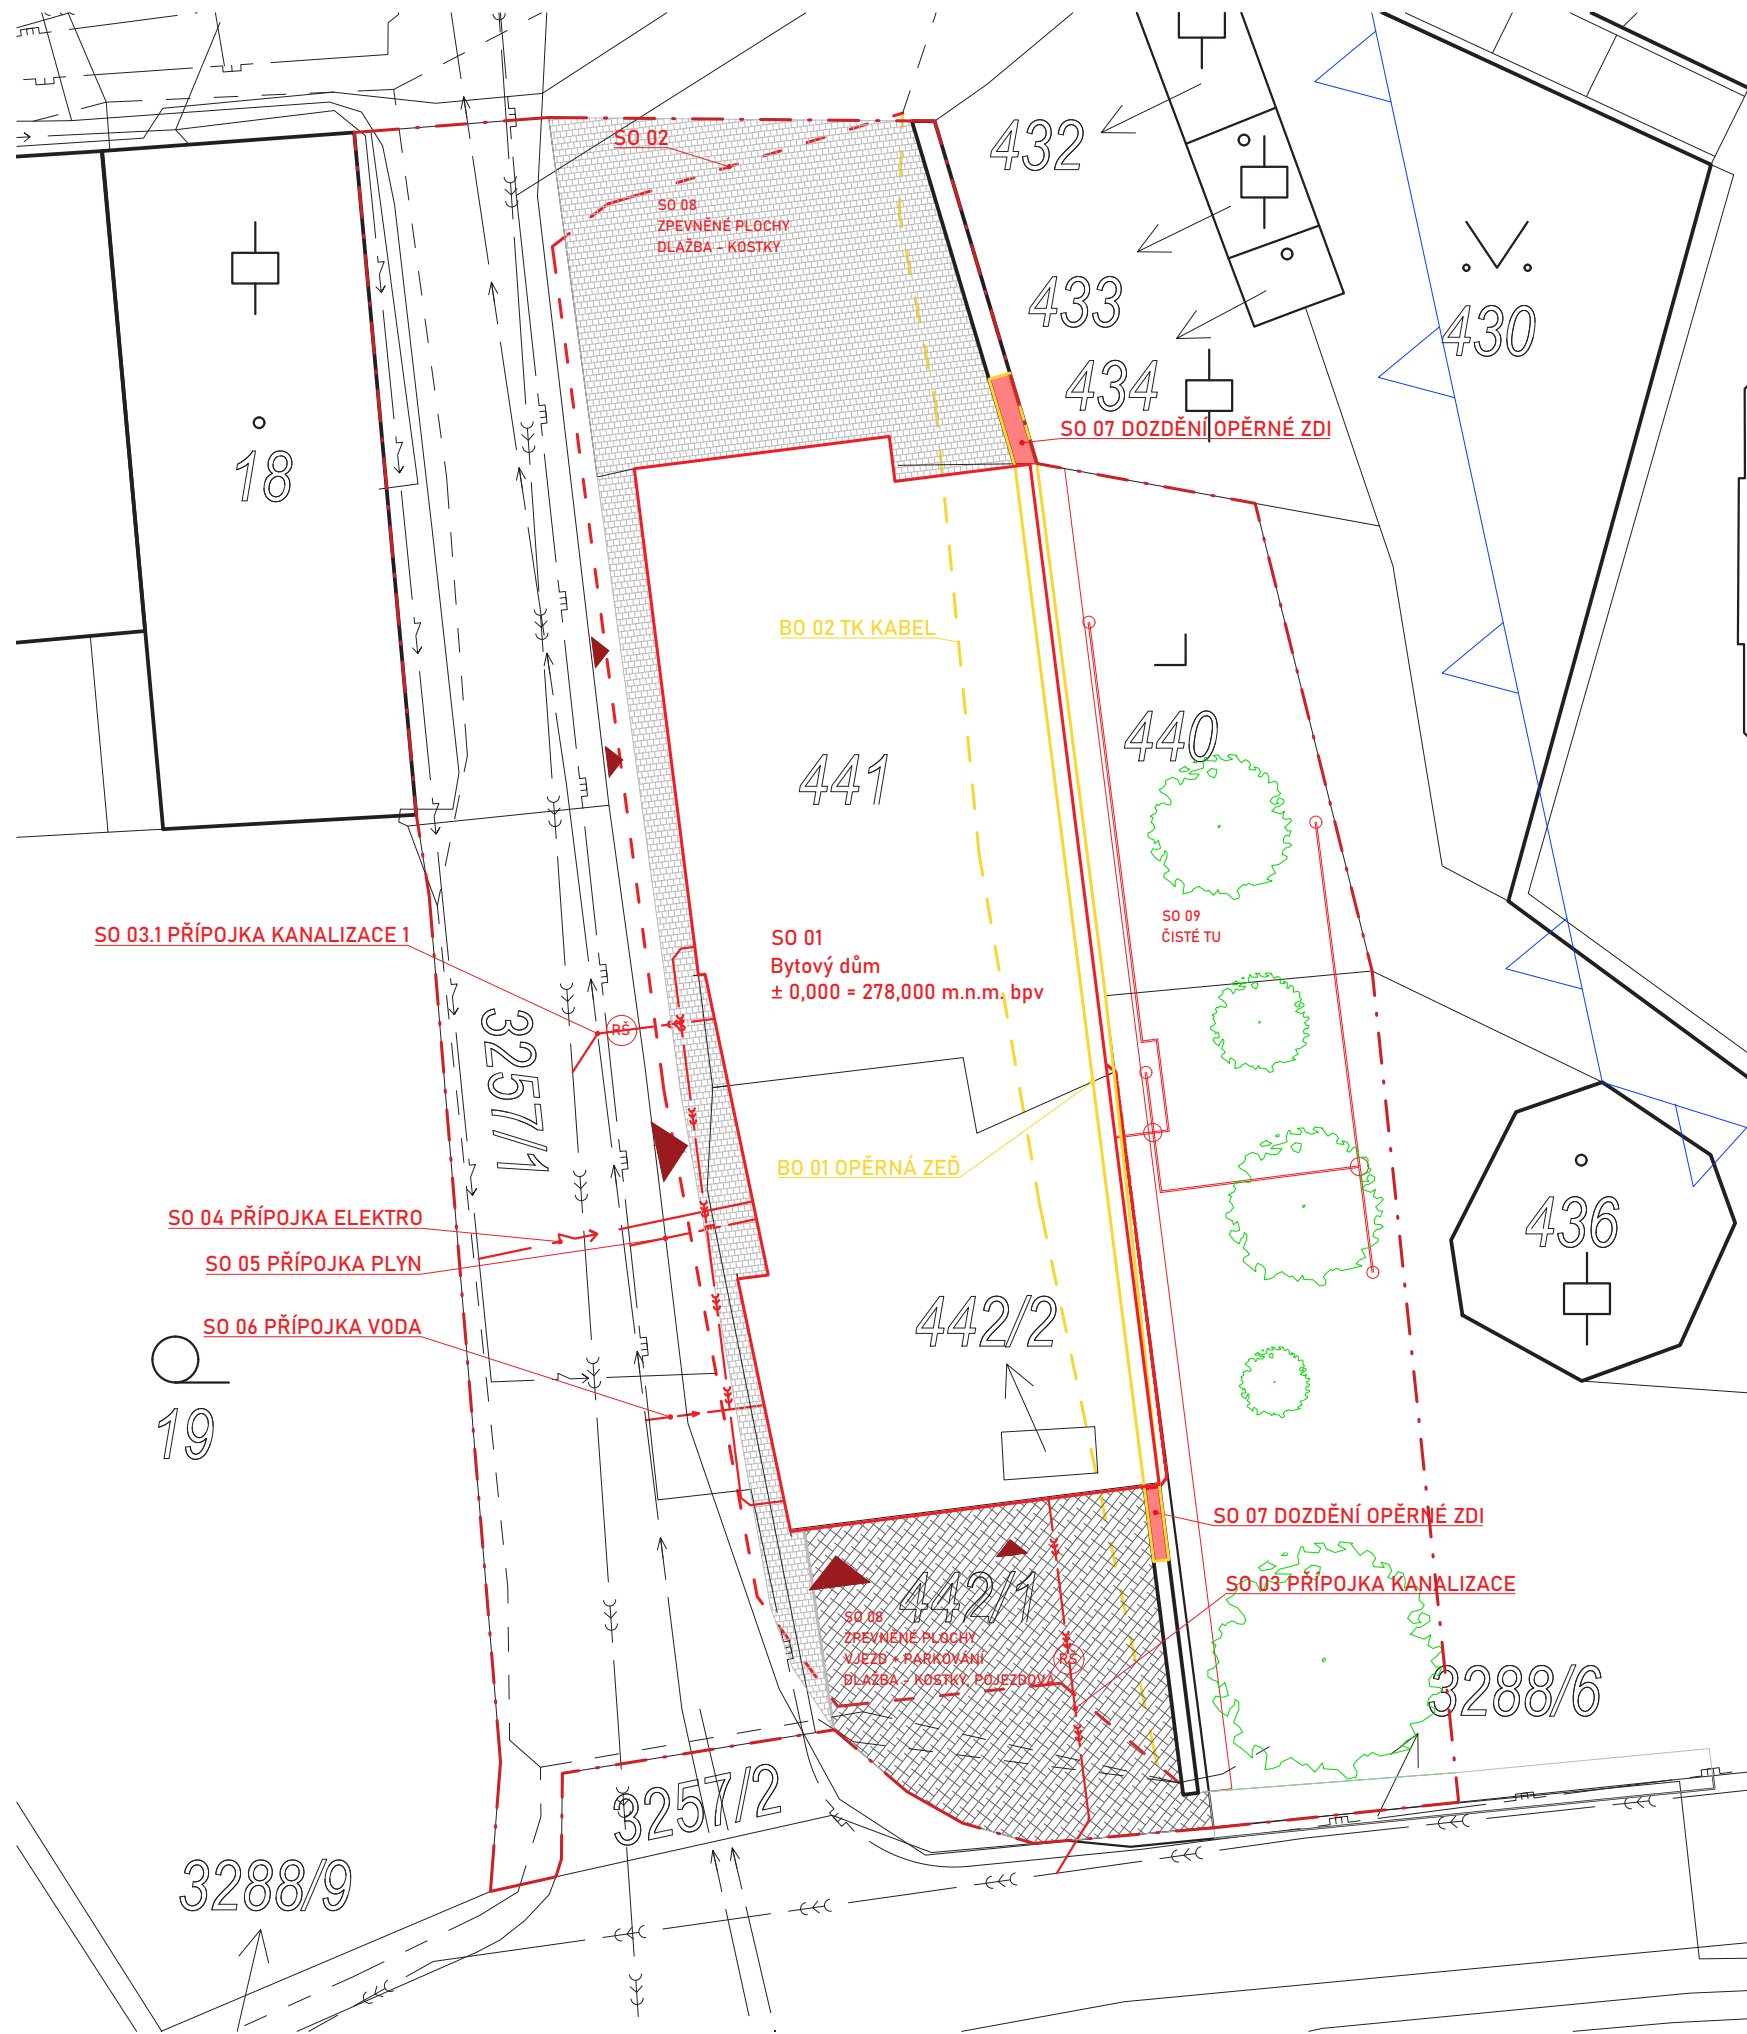 432
SO 02
SO 08
ZPEVNĚNÉ PLOCHY
DLAŽBA - KOSTKY
433
430
434
SO 07 DOZDĚNÍ OPĚRNÉ ZDI
18
BO 02 TK KABEL
440
441
SO 09
ČISTÉ TU
SO 03.1 PŘÍPOJKA KANALIZACE 1
SO 01
Bytový dům
± 0,000 = 278,000 m.n.m. bpv
RŠ
3257/1
BO 01 OPĚRNÁ ZEĎ
SO 04 PŘÍPOJKA ELEKTRO
436
SO 05 PŘÍPOJKA PLYN
SO 06 PŘÍPOJKA VODA
442/2
19
SO 07 DOZDĚNÍ OPĚRNÉ ZDI
SO 03 PŘÍPOJKA KANALIZACE
442/1
SO 08
ZPEVNĚNÉ PLOCHY
VJEZD + PARKOVÁNÍ
DLAŽBA - KOSTKY, POJEZDOVÁ
RŠ
3288/6
3257/2
3288/9